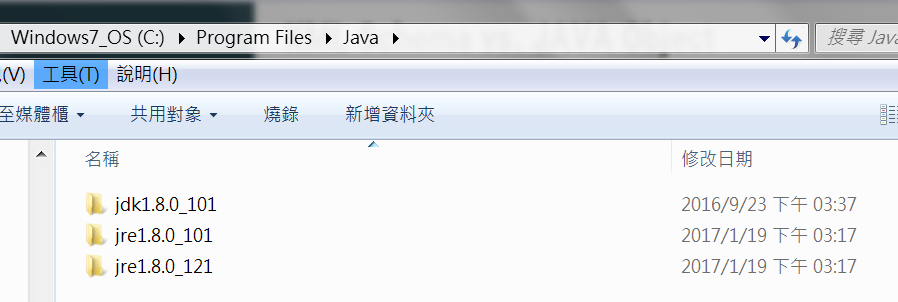 Windows7_OS (C:) ▸ Program Files ▸ Java ▸ 搜尋 Java
(V) 工具(T) 說明(H)
至媒體櫃 共用對象 燒錄 新增資料夾
名稱 修改日期
jdk1.8.0_101 2016/9/23 下午 03:37
jre1.8.0_101 2017/1/19 下午 03:17
jre1.8.0_121 2017/1/19 下午 03:17